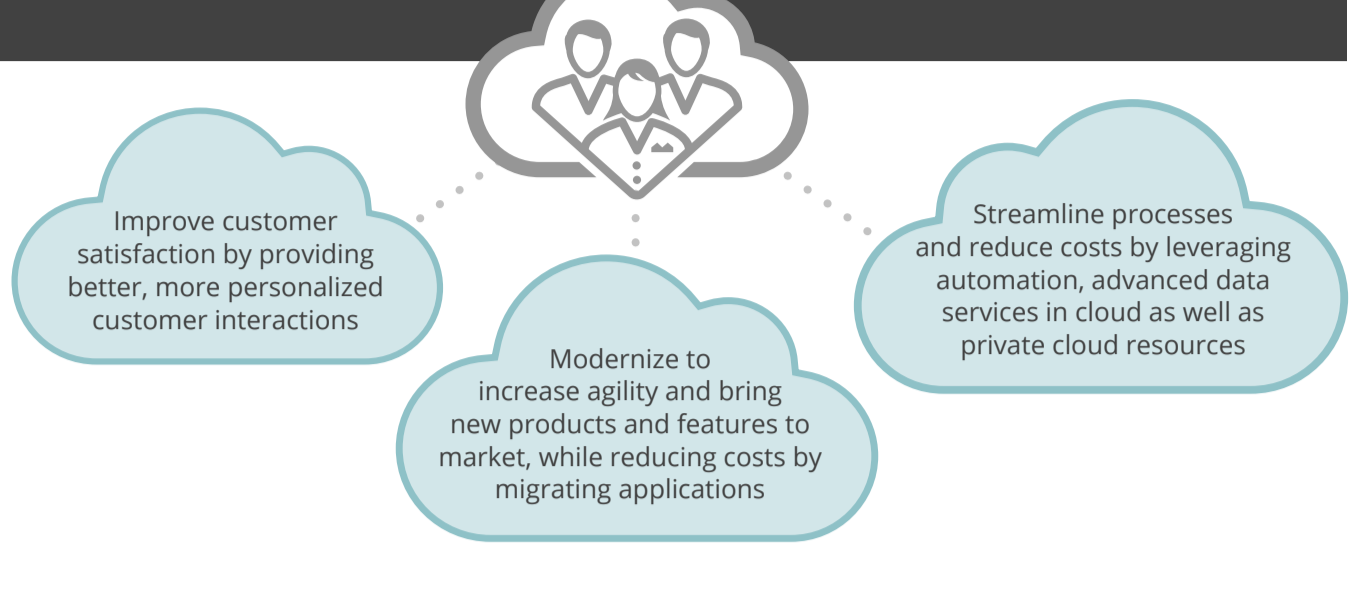 Improve customer
satisfaction by providing
better, more personalized
customer interactions
Modernize to
increase agility and bring
new products and features to
market, while reducing costs by
migrating applications
Streamline processes
and reduce costs by leveraging
automation, advanced data
services in cloud as well as
private cloud resources